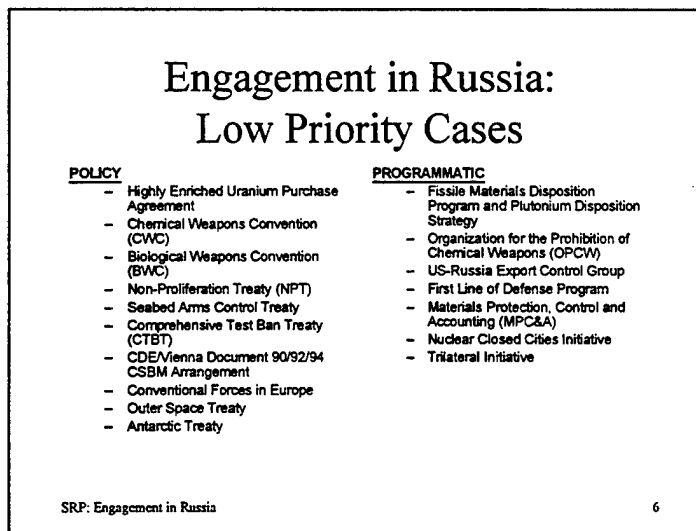 Engagement in Russia:
Low Priority Cases
POLICY
– Highly Enriched Uranium Purchase
Agreement
– Chemical Weapons Convention
(CWC)
– Biological Weapons Convention
(BWC)
– Non-Proliferation Treaty (NPT)
– Seabed Arms Control Treaty
– Comprehensive Test Ban Treaty
(CTBT)
– CDE/Vienna Document 90/92/94
CSBM Arrangement
– Conventional Forces in Europe
– Outer Space Treaty
– Antarctic Treaty
PROGRAMMATIC
– Fissile Materials Disposition
Program and Plutonium Disposition
Strategy
– Organization for the Prohibition of
Chemical Weapons (OPCW)
– US-Russia Export Control Group
– First Line of Defense Program
– Materials Protection, Control and
Accounting (MPC&A)
– Nuclear Closed Cities Initiative
– Trilateral Initiative
SRP: Engagement in Russia
6